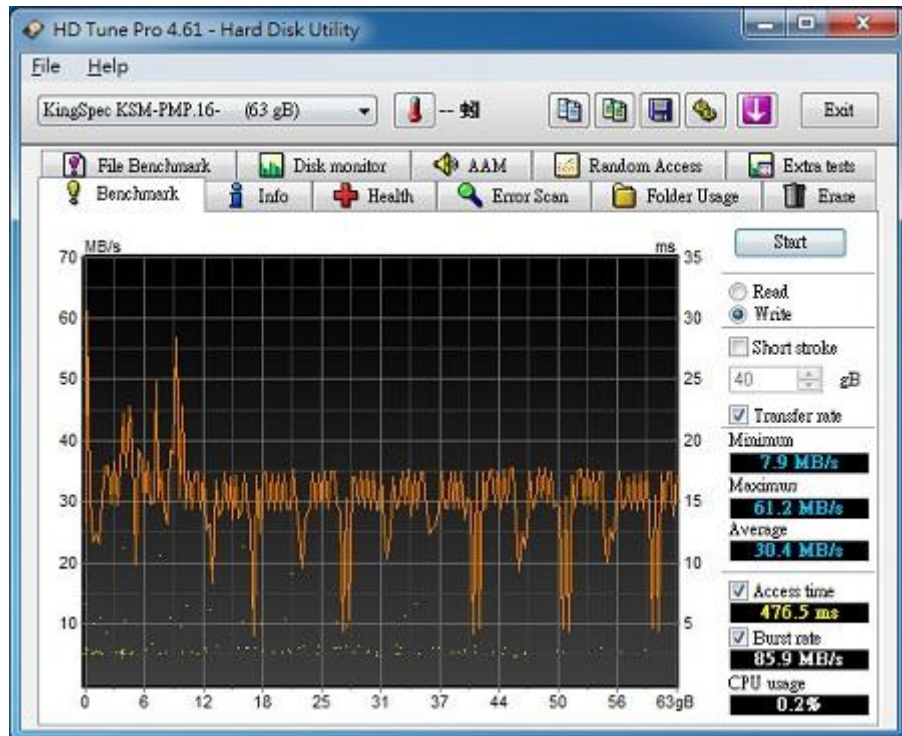 HD Tune Pro 4.61 - Hard Disk Utility
File Help
KingSpec KSM-PMP.16- (63 gB)
-- 蚓
Exit
File Benchmark Disk monitor AAM Random Access Extra tests
Benchmark Info Health Error Scan Folder Usage Erase
MB/s ms
70 35
60 30
50 25
40 20
30 15
20 10
10 5
0 6 12 18 25 31 37 44 50 56 63gB
Start
Read
Write
Short stroke
40 gB
Transfer rate
Minimum
7.9 MB/s
Maximum
61.2 MB/s
Average
30.4 MB/s
Access time
476.5 ms
Burst rate
85.9 MB/s
CPU usage
0.2%